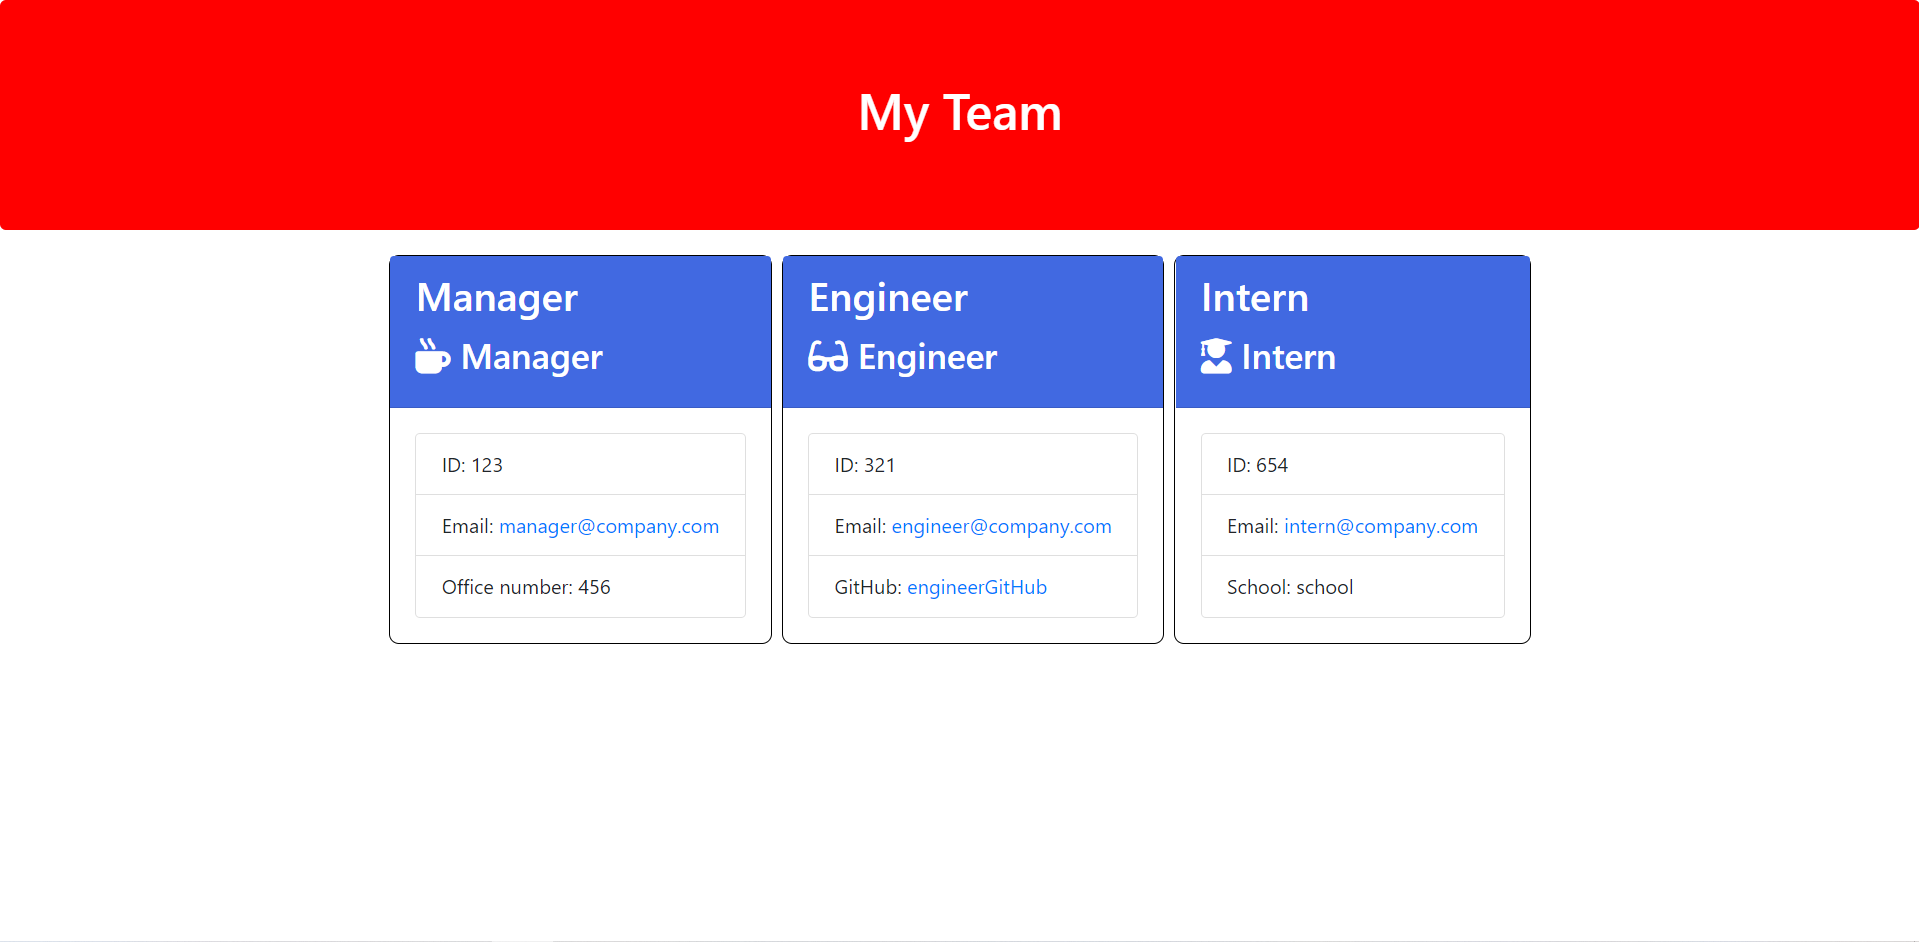 My Team
Manager
Manager
ID: 123
Email: manager@company.com
Office number: 456
Engineer
Engineer
ID: 321
Email: engineer@company.com
GitHub: engineerGitHub
Intern
Intern
ID: 654
Email: intern@company.com
School: school